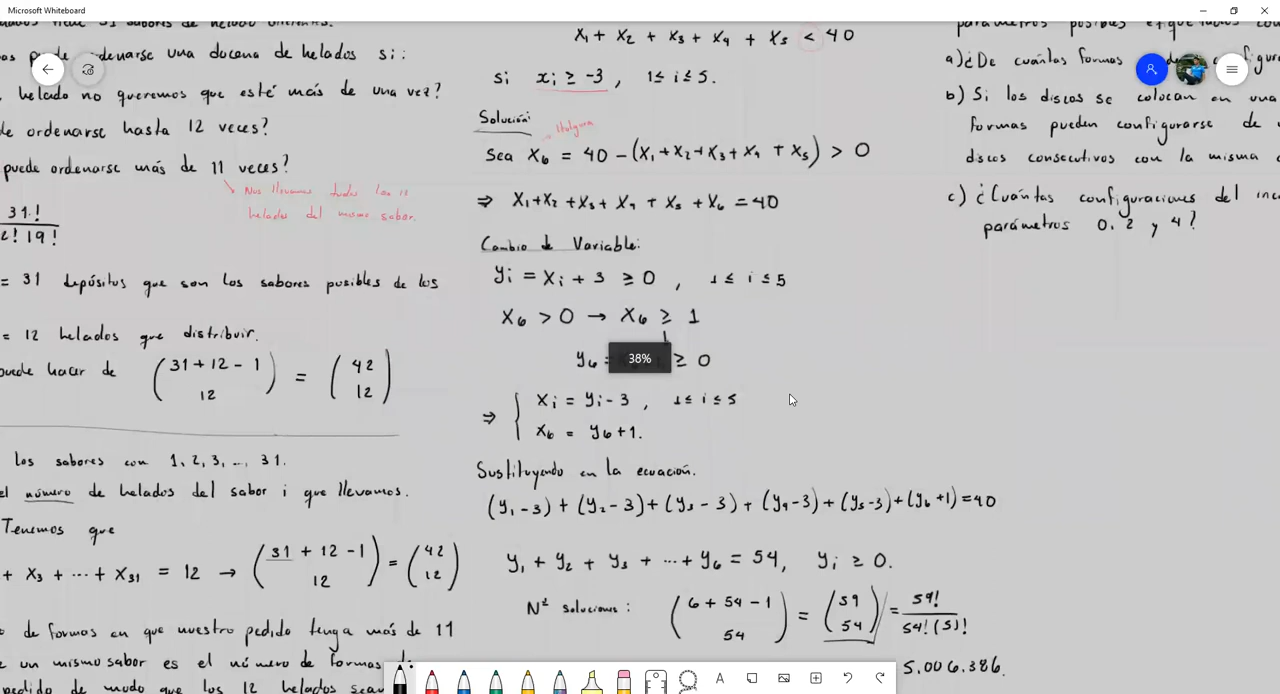 Microsoft Whiteboard
puede ordenarse una docena de helados si:
helado no queremos que esté más de una vez?
de ordenarse hasta 12 veces?
puede ordenarse más de 11 veces?
Nos llevamos todos los 12
helados del mismo sabor.
31!
! 19!
= 31 depósitos que son los sabores posibles de los
= 12 helados que distribuir.
puede hacer de (31 + 12 - 1 12) = (42 12)
los sabores con 1, 2, 3, ..., 31.
el número de helados del sabor i que llevamos.
Tenemos que
+ X3 + ... + X31 = 12 → (31 + 12 - 1 12) = (42 12)
de formas en que nuestro pedido tenga más de 11
un mismo sabor es el número de formas
pedido de modo que los 12 helados sean
X1 + X2 + X3 + X4 + X5 < 40
si xi ≥ -3 , 1 ≤ i ≤ 5.
Solución:
Holgura
Sea X6 = 40 - (X1 + X2 + X3 + X4 + X5) > 0
⇒ X1 + X2 + X3 + X4 + X5 + X6 = 40
Cambio de Variable:
yi = Xi + 3 ≥ 0 , 1 ≤ i ≤ 5
X6 > 0 → X6 ≥ 1
y6 = ≥ 0
38%
⇒ { Xi = yi - 3 , 1 ≤ i ≤ 5
X6 = y6 + 1.
Sustituyendo en la ecuación.
(y1 - 3) + (y2 - 3) + (y3 - 3) + (y4 - 3) + (y5 - 3) + (y6 + 1) = 40
y1 + y2 + y3 + ... + y6 = 54, yi ≥ 0.
Nº soluciones : (6 + 54 - 1 54) = (59 54) = 59! / 54! (5)!
5.006.386.
parámetros posibles
a) ¿De cuántas formas
b) Si los discos se colocan en una
formas pueden configurarse de
discos consecutivos con la misma
c) ¿Cuántas configuraciones del
parámetros 0, 2 y 4?
A